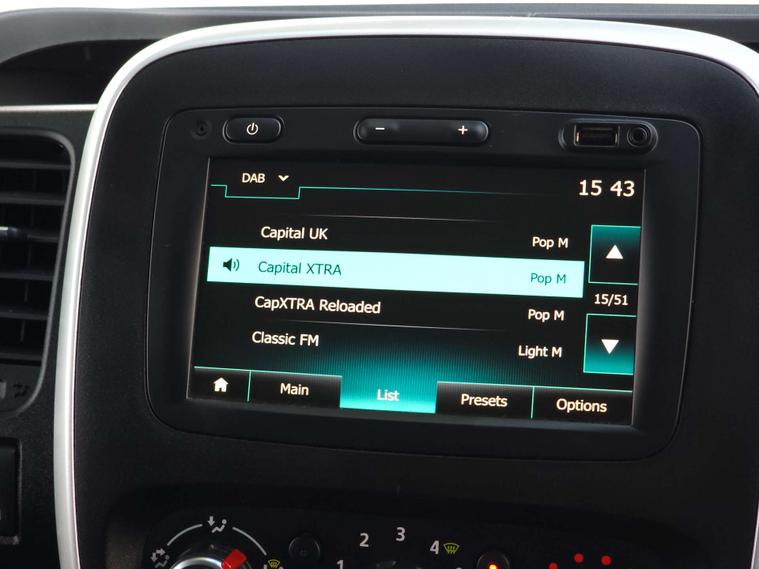 DAB
15 43
Capital UK Pop M
Capital XTRA Pop M
15/51
CapXTRA Reloaded Pop M
Classic FM Light M
Main List Presets Options
1 2 3 4